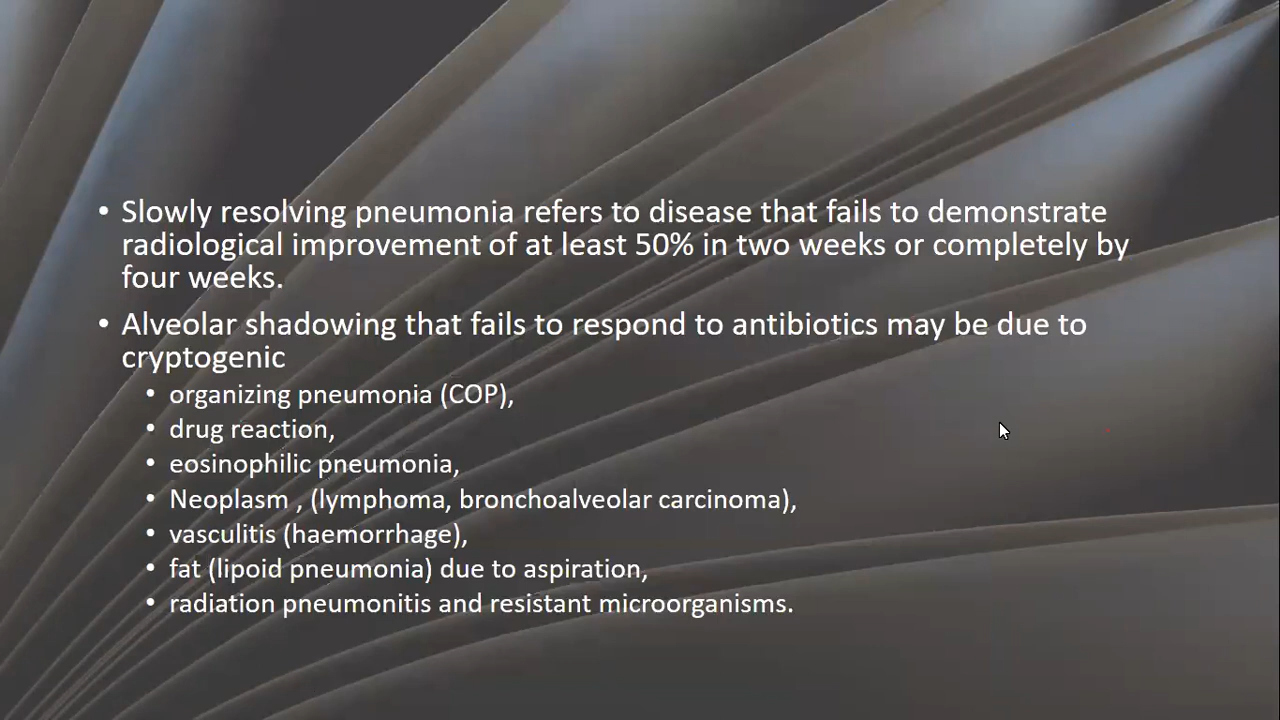 • Slowly resolving pneumonia refers to disease that fails to demonstrate
radiological improvement of at least 50% in two weeks or completely by
four weeks.
• Alveolar shadowing that fails to respond to antibiotics may be due to
cryptogenic
• organizing pneumonia (COP),
• drug reaction,
• eosinophilic pneumonia,
• Neoplasm , (lymphoma, bronchoalveolar carcinoma),
• vasculitis (haemorrhage),
• fat (lipoid pneumonia) due to aspiration,
• radiation pneumonitis and resistant microorganisms.